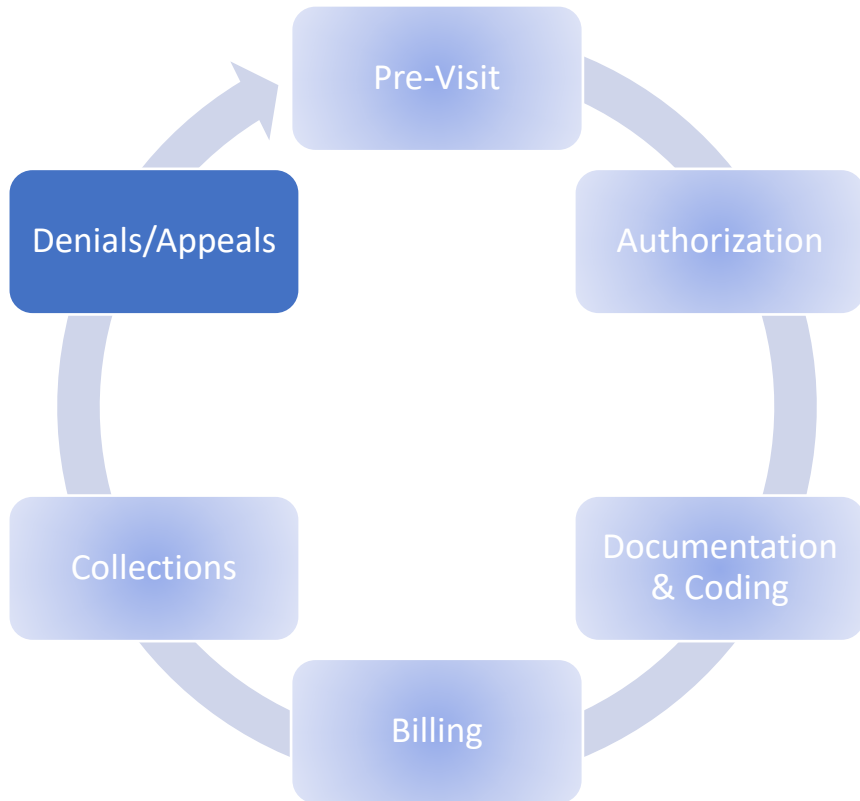 Pre-Visit
Authorization
Documentation
& Coding
Billing
Collections
Denials/Appeals